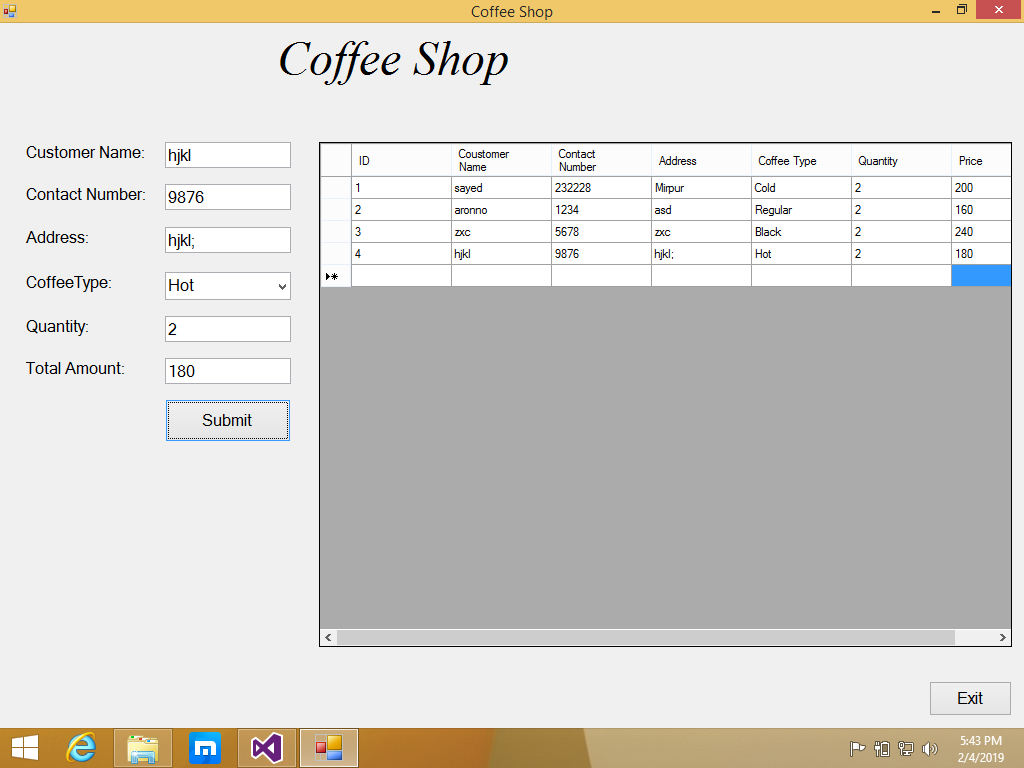 Coffee Shop
Coffee Shop
Customer Name: hjkl
Contact Number: 9876
Address: hjkl;
CoffeeType: Hot
Quantity: 2
Total Amount: 180
Submit
ID Coustomer Name Contact Number Address Coffee Type Quantity Price
1 sayed 232228 Mirpur Cold 2 200
2 aronno 1234 asd Regular 2 160
3 zxc 5678 zxc Black 2 240
4 hjkl 9876 hjkl; Hot 2 180
Exit
5:43 PM
2/4/2019